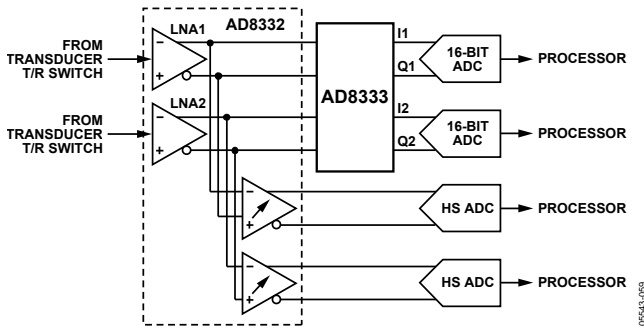 LNA1
AD8332
FROM
TRANSDUCER
T/R SWITCH
–
+
AD8333
I1
Q1
16-BIT
ADC
PROCESSOR
FROM
TRANSDUCER
T/R SWITCH
LNA2
–
+
I2
Q2
16-BIT
ADC
PROCESSOR
–
+
HS ADC
PROCESSOR
–
+
HS ADC
PROCESSOR
05543-059